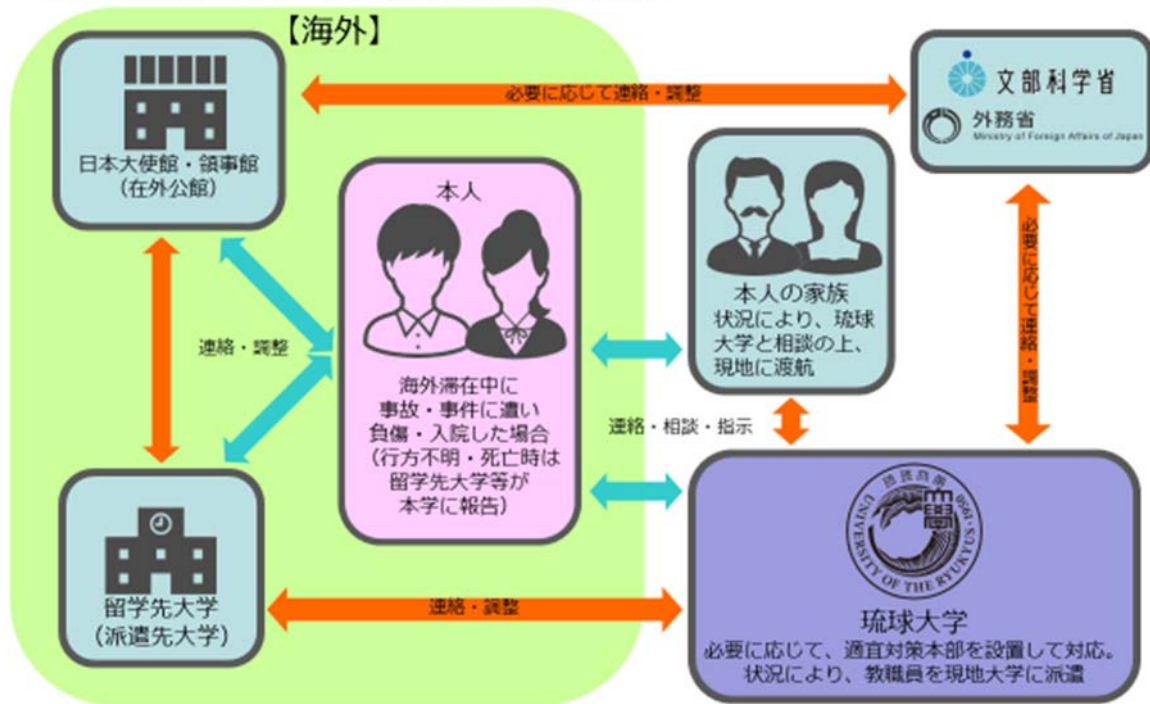 【海外】
日本大使館・領事館
(在外公館)
必要に応じて連絡・調整
文部科学省
外務省
Ministry of Foreign Affairs of Japan
本人
海外滞在中に
事故・事件に遭い
負傷・入院した場合
(行方不明・死亡時は
留学先大学等が
本学に報告)
本人の家族
状況により、琉球
大学と相談の上、
現地に渡航
必要に応じて連絡・調整
連絡・調整
連絡・相談・指示
留学先大学
(派遣先大学)
連絡・調整
UNIVERSITY OF THE RYUKYUS・1950
琉球大学
必要に応じて、適宜対策本部を設置して対応。
状況により、教職員を現地大学に派遣